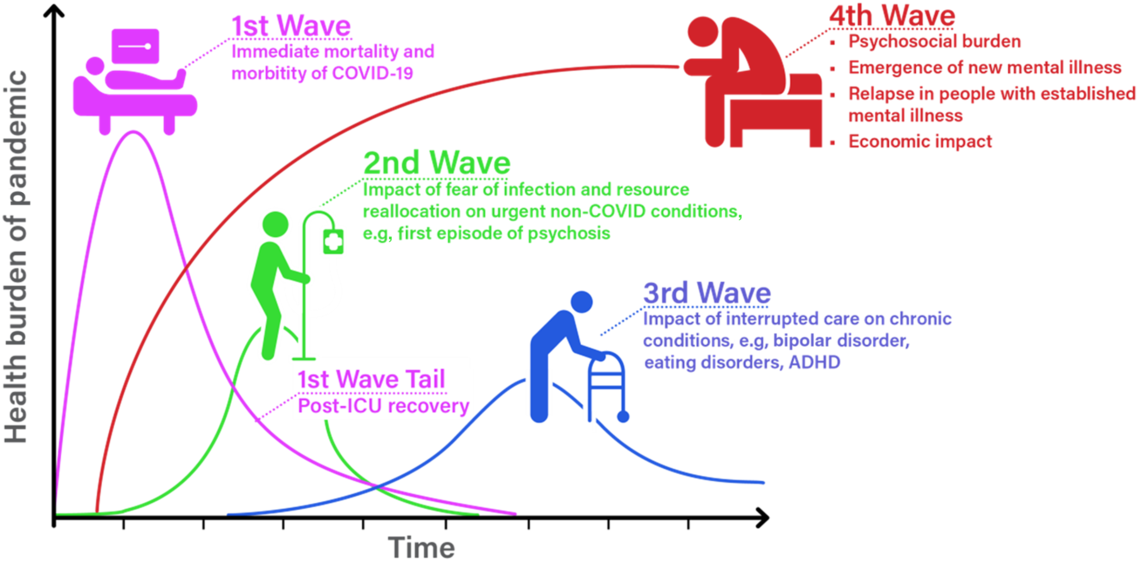 1st Wave
Immediate mortality and
morbitity of COVID-19
4th Wave
▪ Psychosocial burden
▪ Emergence of new mental illness
▪ Relapse in people with established
mental illness
▪ Economic impact
2nd Wave
Impact of fear of infection and resource
reallocation on urgent non-COVID conditions,
e.g, first episode of psychosis
3rd Wave
Impact of interrupted care on chronic
conditions, e.g, bipolar disorder,
eating disorders, ADHD
1st Wave Tail
Post-ICU recovery
Health burden of pandemic
Time